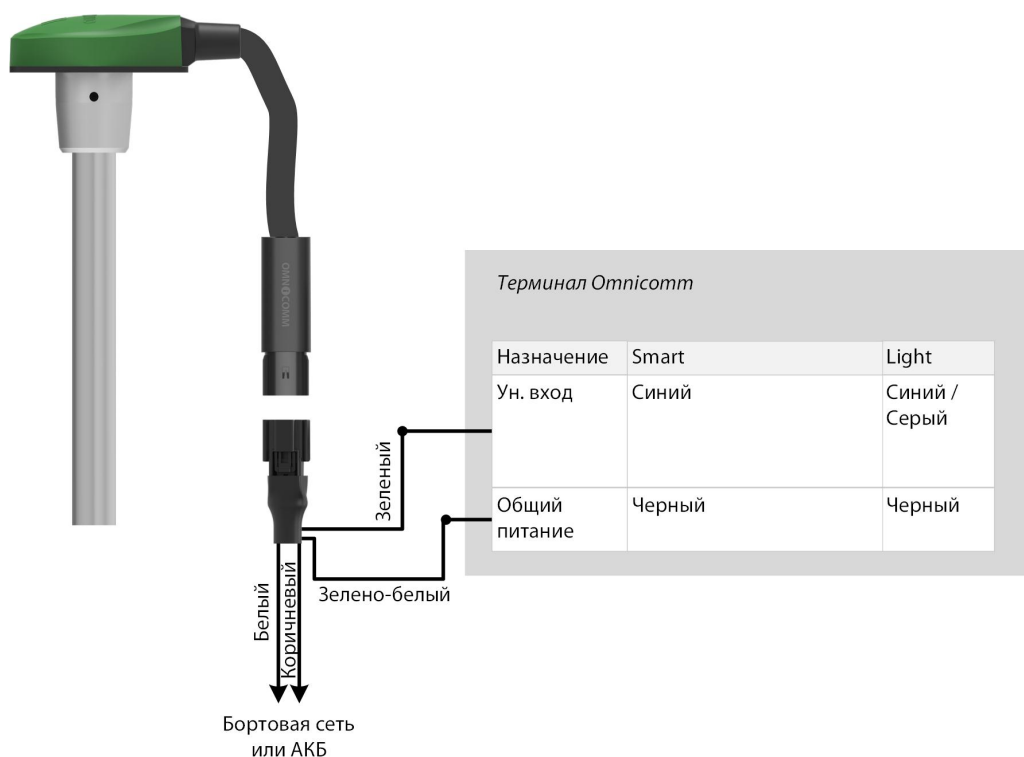 OMNICOMM
Терминал Omnicomm
Назначение Smart Light
Ун. вход Синий Синий /
Серый
Общий Черный Черный
питание
Зеленый
Зелено-белый
Белый
Коричневый
Бортовая сеть
или АКБ